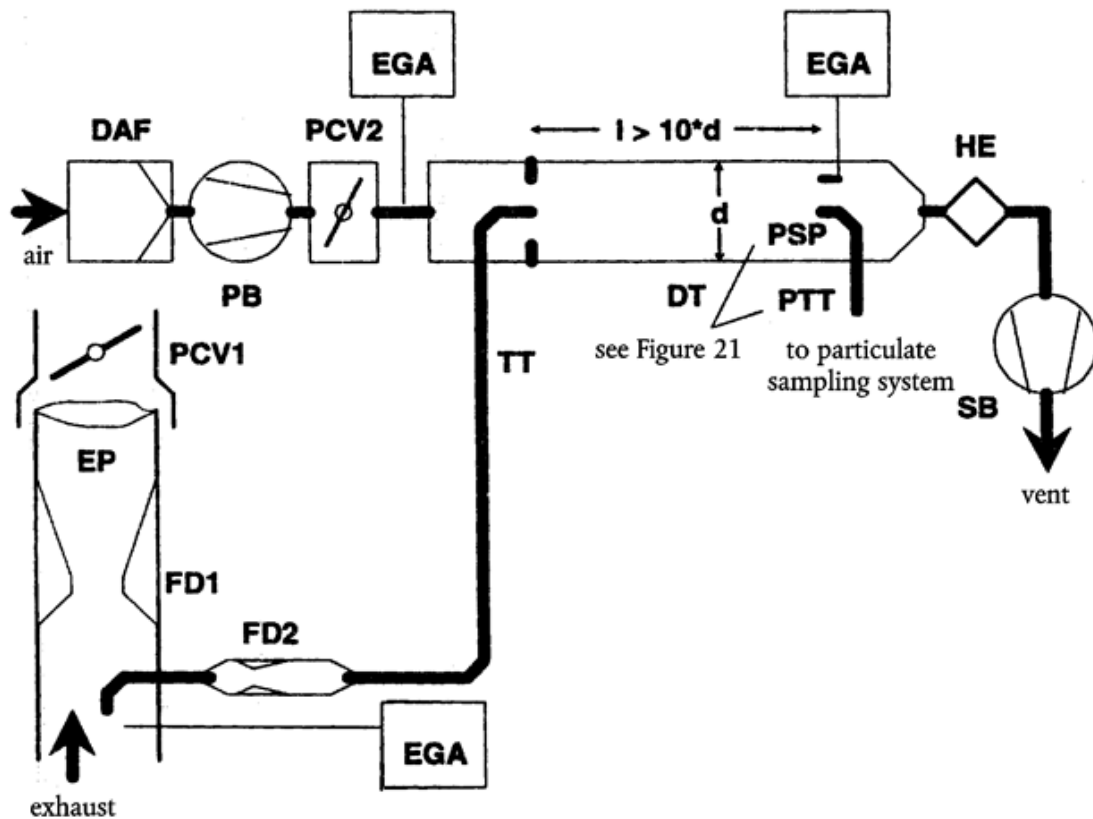 EGA
EGA
DAF
PCV2
l > 10*d
HE
air
d
PSP
PB
DT
PTT
PCV1
TT
see Figure 21
to particulate
sampling system
SB
EP
vent
FD1
FD2
EGA
exhaust